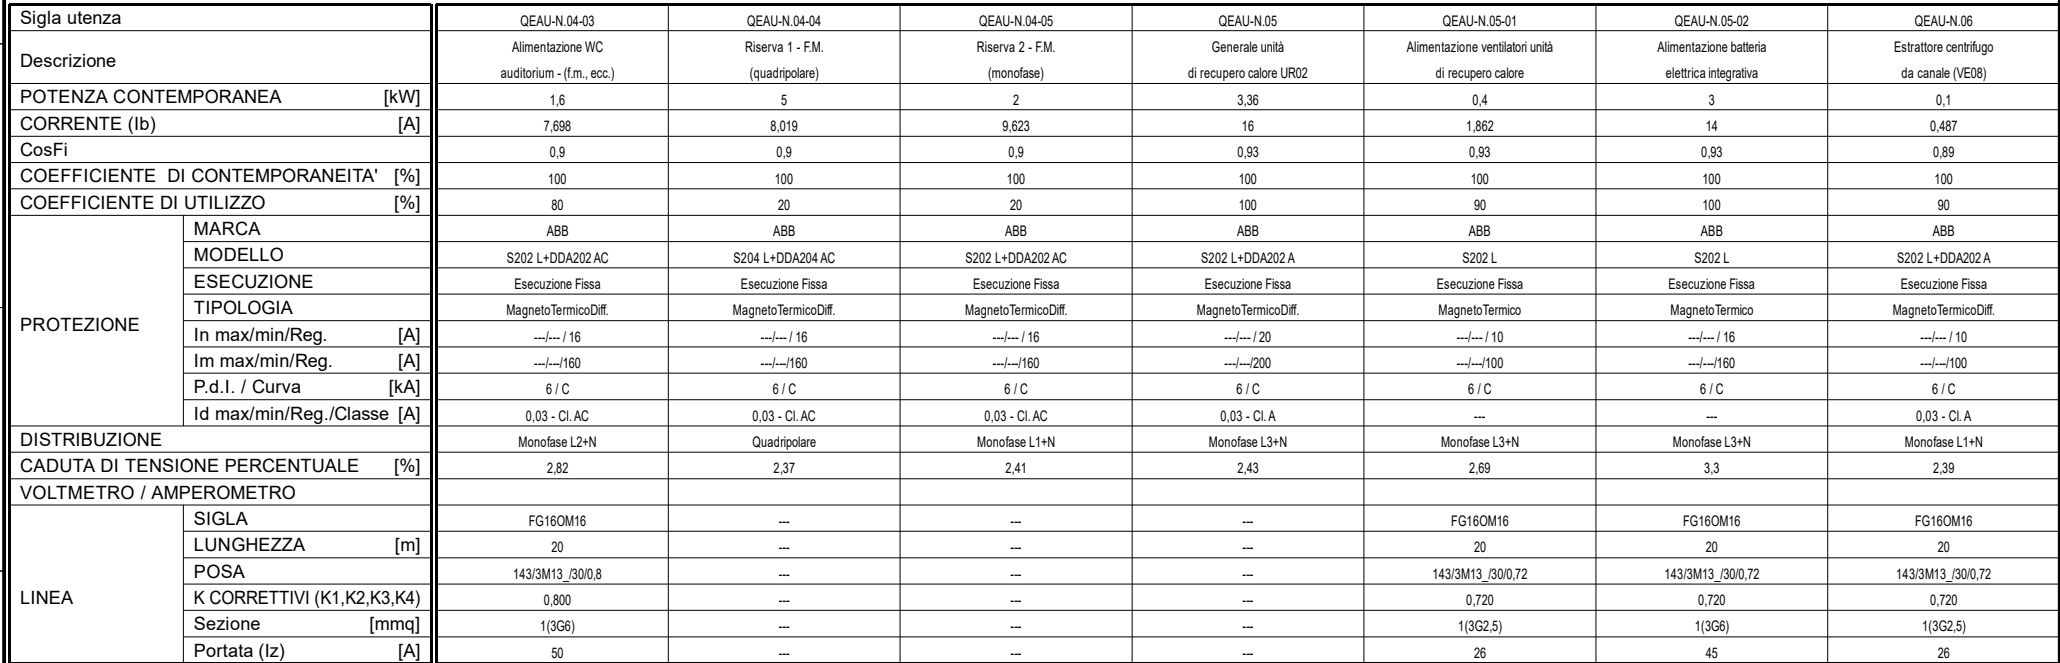 Sigla utenza QEAU-N.04-03 QEAU-N.04-04 QEAU-N.04-05 QEAU-N.05 QEAU-N.05-01 QEAU-N.05-02 QEAU-N.06
Descrizione
Alimentazione WC Riserva 1 - F.M. Riserva 2 - F.M. Generale unità Alimentazione ventilatori unità Alimentazione batteria Estrattore centrifugo
auditorium - (f.m., ecc.) (quadripolare) (monofase) di recupero calore UR02 di recupero calore elettrica integrativa da canale (VE08)
POTENZA CONTEMPORANEA [kW] 1,6 5 2 3,36 0,4 3 0,1
CORRENTE (Ib) [A] 7,698 8,019 9,623 16 1,862 14 0,487
CosFi 0,9 0,9 0,9 0,93 0,93 0,93 0,89
COEFFICIENTE DI CONTEMPORANEITA' [%] 100 100 100 100 100 100 100
COEFFICIENTE DI UTILIZZO [%] 80 20 20 100 90 100 90
PROTEZIONE
MARCA ABB ABB ABB ABB ABB ABB ABB
MODELLO S202 L+DDA202 AC S204 L+DDA204 AC S202 L+DDA202 AC S202 L+DDA202 A S202 L S202 L S202 L+DDA202 A
ESECUZIONE Esecuzione Fissa Esecuzione Fissa Esecuzione Fissa Esecuzione Fissa Esecuzione Fissa Esecuzione Fissa Esecuzione Fissa
TIPOLOGIA MagnetoTermicoDiff. MagnetoTermicoDiff. MagnetoTermicoDiff. MagnetoTermicoDiff. MagnetoTermico MagnetoTermico MagnetoTermicoDiff.
In max/min/Reg. [A] ---/--- / 16 ---/--- / 16 ---/--- / 16 ---/--- / 20 ---/--- / 10 ---/--- / 16 ---/--- / 10
Im max/min/Reg. [A] ---/---/160 ---/---/160 ---/---/160 ---/---/200 ---/---/100 ---/---/160 ---/---/100
P.d.I. / Curva [kA] 6 / C 6 / C 6 / C 6 / C 6 / C 6 / C 6 / C
Id max/min/Reg./Classe [A] 0,03 - Cl. AC 0,03 - Cl. AC 0,03 - Cl. AC 0,03 - Cl. A --- --- 0,03 - Cl. A
DISTRIBUZIONE Monofase L2+N Quadripolare Monofase L1+N Monofase L3+N Monofase L3+N Monofase L3+N Monofase L1+N
CADUTA DI TENSIONE PERCENTUALE [%] 2,82 2,37 2,41 2,43 2,69 3,3 2,39
VOLTMETRO / AMPEROMETRO
LINEA
SIGLA FG16OM16 --- --- --- FG16OM16 FG16OM16 FG16OM16
LUNGHEZZA [m] 20 --- --- --- 20 20 20
POSA 143/3M13_/30/0,8 --- --- --- 143/3M13_/30/0,72 143/3M13_/30/0,72 143/3M13_/30/0,72
K CORRETTIVI (K1,K2,K3,K4) 0,800 --- --- --- 0,720 0,720 0,720
Sezione [mmq] 1(3G6) --- --- --- 1(3G2,5) 1(3G6) 1(3G2,5)
Portata (Iz) [A] 50 --- --- --- 26 45 26